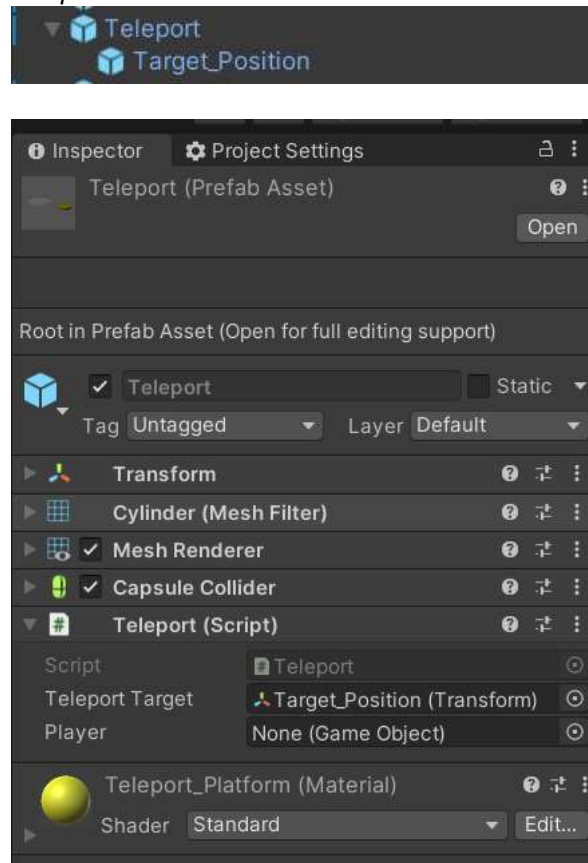 Teleport
Target_Position
Inspector Project Settings
Teleport (Prefab Asset)
Open
Root in Prefab Asset (Open for full editing support)
Teleport Static
Tag Untagged Layer Default
Transform
Cylinder (Mesh Filter)
Mesh Renderer
Capsule Collider
# Teleport (Script)
Script Teleport
Teleport Target Target_Position (Transform)
Player None (Game Object)
Teleport_Platform (Material)
Shader Standard Edit...